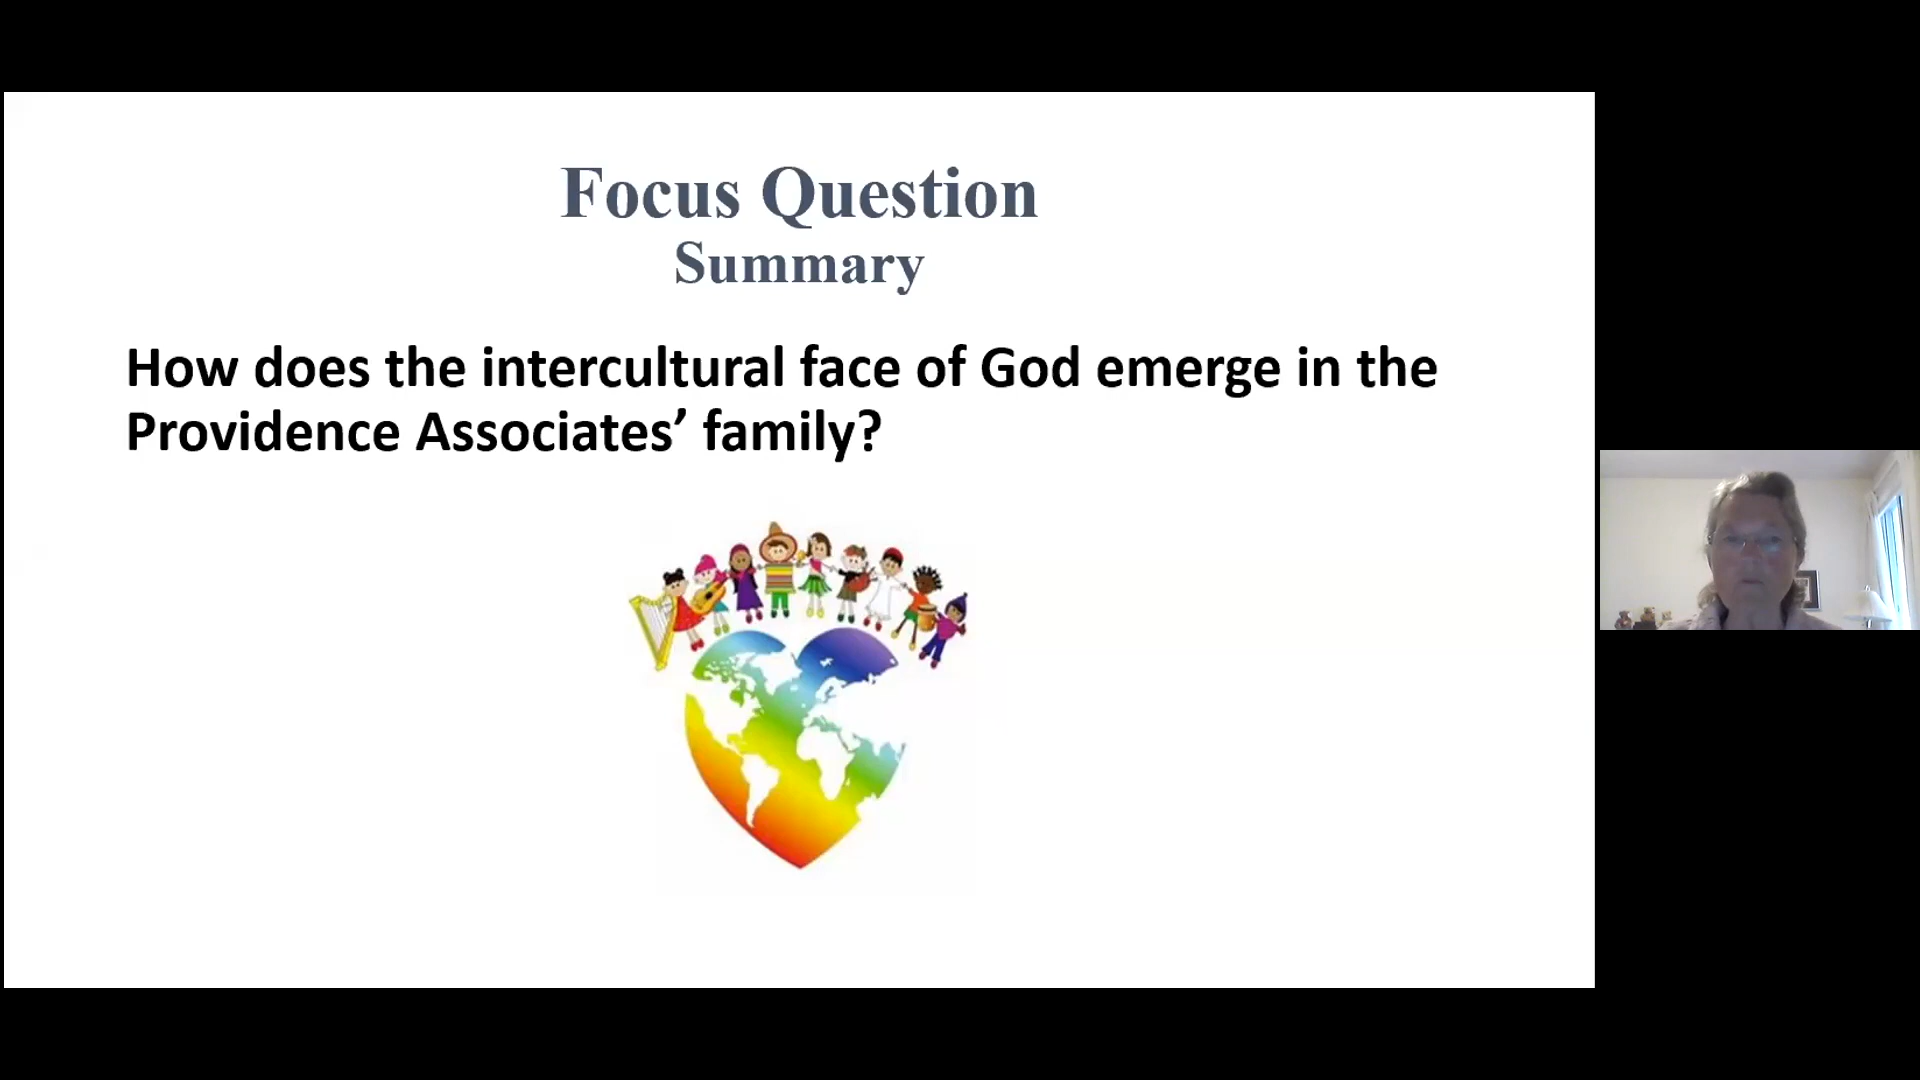 Focus Question
Summary
How does the intercultural face of God emerge in the
Providence Associates’ family?